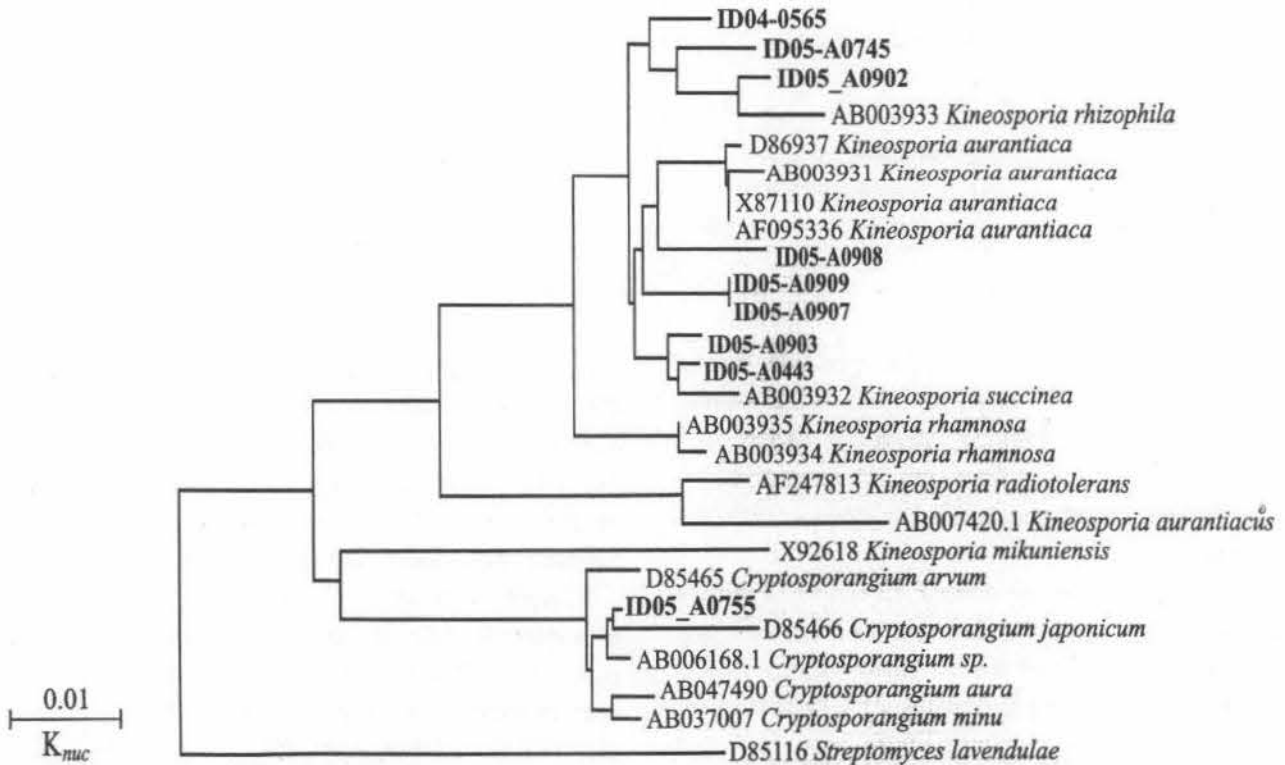 ID04-0565
ID05-A0745
ID05_A0902
AB003933 Kineosporia rhizophila
D86937 Kineosporia aurantiaca
AB003931 Kineosporia aurantiaca
X87110 Kineosporia aurantiaca
AF095336 Kineosporia aurantiaca
ID05-A0908
ID05-A0909
ID05-A0907
ID05-A0903
ID05-A0443
AB003932 Kineosporia succinea
AB003935 Kineosporia rhamnosa
AB003934 Kineosporia rhamnosa
AF247813 Kineosporia radiotolerans
AB007420.1 Kineosporia aurantiacůs
X92618 Kineosporia mikuniensis
D85465 Cryptosporangium arvum
ID05_A0755
D85466 Cryptosporangium japonicum
AB006168.1 Cryptosporangium sp.
AB047490 Cryptosporangium aura
AB037007 Cryptosporangium minu
D85116 Streptomyces lavendulae
0.01
Knuc